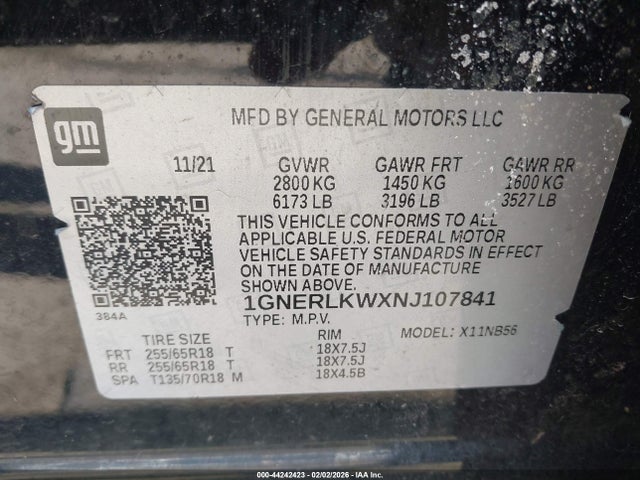 gm
MFD BY GENERAL MOTORS LLC
11/21 GVWR GAWR FRT GAWR RR
2800 KG 1450 KG 1600 KG
6173 LB 3196 LB 3527 LB
THIS VEHICLE CONFORMS TO ALL
APPLICABLE U.S. FEDERAL MOTOR
VEHICLE SAFETY STANDARDS IN EFFECT
ON THE DATE OF MANUFACTURE
SHOWN ABOVE.
1GNERLKWXNJ107841
384A
TYPE: M.P.V. MODEL: X11NB56
TIRE SIZE RIM
FRT 255/65R18 T 18X7.5J
RR 255/65R18 T 18X7.5J
SPA T135/70R18 M 18X4.5B
000-44242423 - 02/02/2026 - IAA Inc.